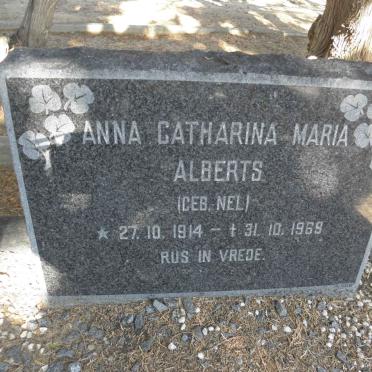 ANNA CATHARINA MARIA
ALBERTS
(GEB. NEL)
★ 27. 10. 1914 – † 31. 10. 1969
RUS IN VREDE.